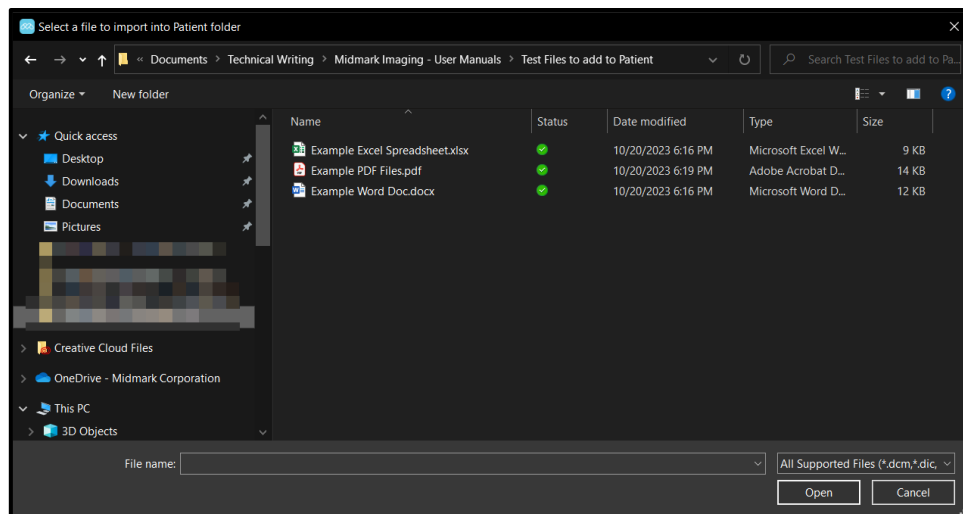 Select a file to import into Patient folder
« Documents > Technical Writing > Midmark Imaging - User Manuals > Test Files to add to Patient
Search Test Files to add to Pa...
Organize New folder
Name Status Date modified Type Size
Quick access
Desktop
Downloads
Documents
Pictures
Example Excel Spreadsheet.xlsx 10/20/2023 6:16 PM Microsoft Excel W... 9 KB
Example PDF Files.pdf 10/20/2023 6:19 PM Adobe Acrobat D... 14 KB
Example Word Doc.docx 10/20/2023 6:16 PM Microsoft Word D... 12 KB
Creative Cloud Files
OneDrive - Midmark Corporation
This PC
3D Objects
File name:
All Supported Files (*.dcm,*.dic,
Open Cancel